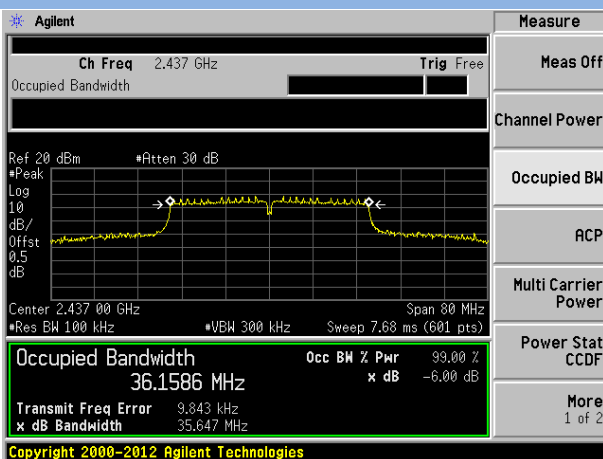 Agilent
Measure
Ch Freq 2.437 GHz Trig Free
Occupied Bandwidth
Meas Off
Channel Power
Occupied BW
ACP
Multi Carrier
Power
Power Stat
CCDF
More
1 of 2
Ref 20 dBm #Atten 30 dB
#Peak
Log
10
dB/
Offst
0.5
dB
Center 2.437 00 GHz Span 80 MHz
#Res BW 100 kHz #VBW 300 kHz Sweep 7.68 ms (601 pts)
Occupied Bandwidth Occ BW % Pwr 99.00 %
36.1586 MHz x dB -6.00 dB
Transmit Freq Error 9.843 kHz
x dB Bandwidth 35.647 MHz
Copyright 2000-2012 Agilent Technologies